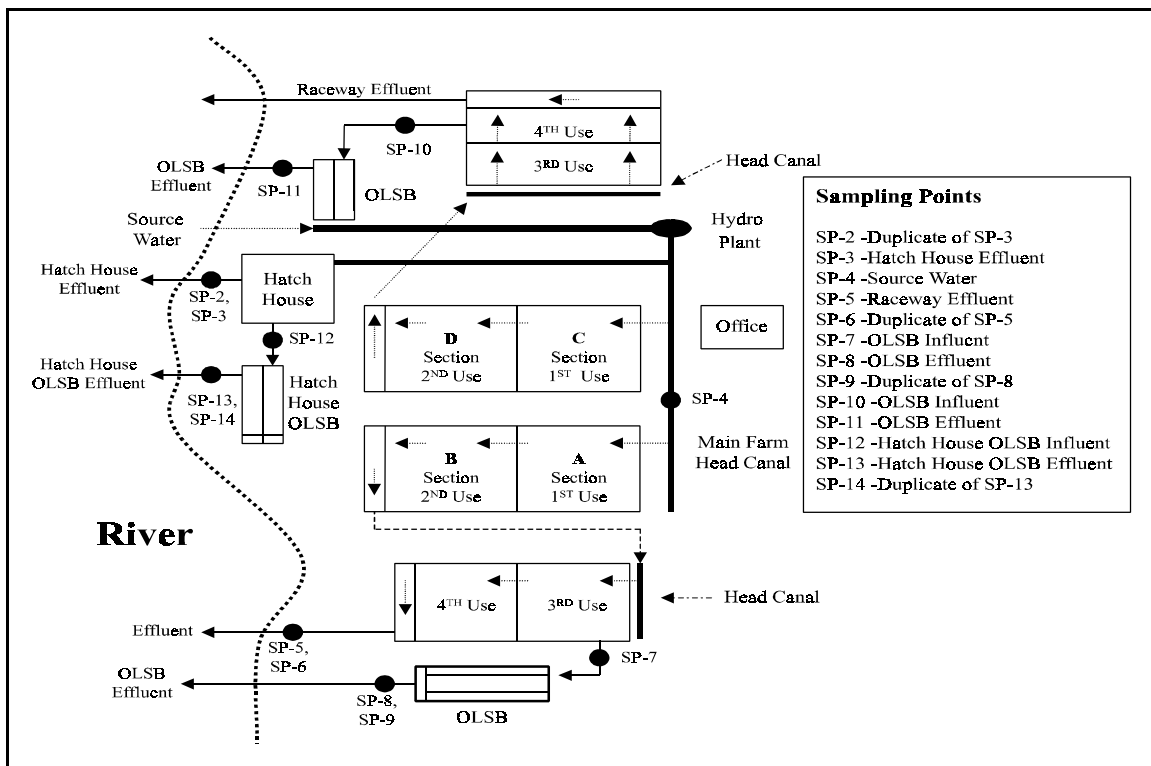 Raceway Effluent
4TH Use
SP-10
3RD Use
Head Canal
OLSB
Effluent
SP-11
OLSB
Source
Water
Hydro
Plant
Hatch House
Effluent
SP-2,
SP-3
Hatch
House
SP-12
Hatch House
OLSB Effluent
SP-13,
SP-14
Hatch
House
OLSB
D
Section
2ND Use
C
Section
1ST Use
Office
SP-4
B
Section
2ND Use
A
Section
1ST Use
Main Farm
Head Canal
River
4TH Use
3RD Use
Head Canal
Effluent
SP-5,
SP-6
SP-7
OLSB
Effluent
SP-8,
SP-9
OLSB
Sampling Points
SP-2 -Duplicate of SP-3
SP-3 -Hatch House Effluent
SP-4 -Source Water
SP-5 -Raceway Effluent
SP-6 -Duplicate of SP-5
SP-7 -OLSB Influent
SP-8 -OLSB Effluent
SP-9 -Duplicate of SP-8
SP-10 -OLSB Influent
SP-11 -OLSB Effluent
SP-12 -Hatch House OLSB Influent
SP-13 -Hatch House OLSB Effluent
SP-14 -Duplicate of SP-13